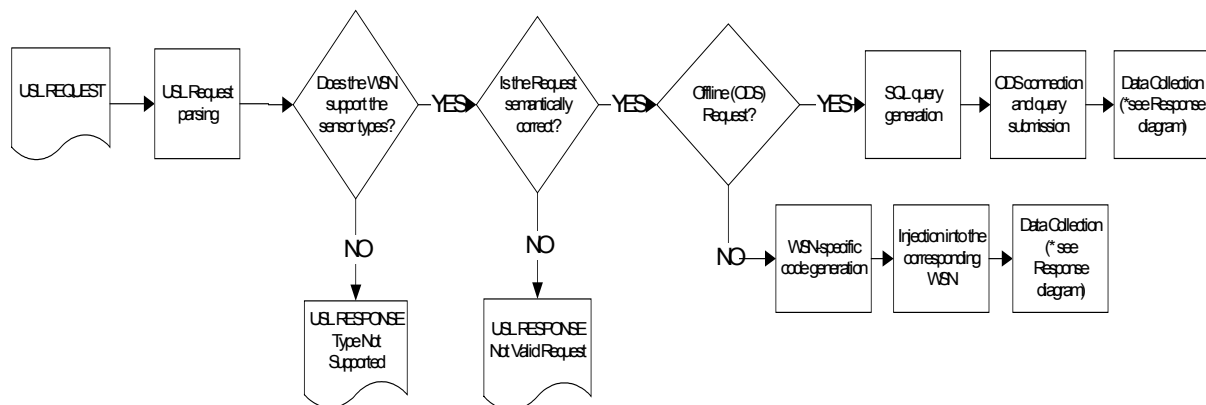 USL REQUEST
USL Request
parsing
Does the WSN
support the
sensor types?
YES
Is the Request
semantically
correct?
YES
Offline (ODS)
Request?
YES
SQL query
generation
ODS connection
and query
submission
Data Collection
(*see Response
diagram)
NO
USL RESPONSE
Type Not
Supported
NO
USL RESPONSE
Not Valid Request
NO
WSN-specific
code generation
Injection into the
corresponding
WSN
Data Collection
(* see
Response
diagram)